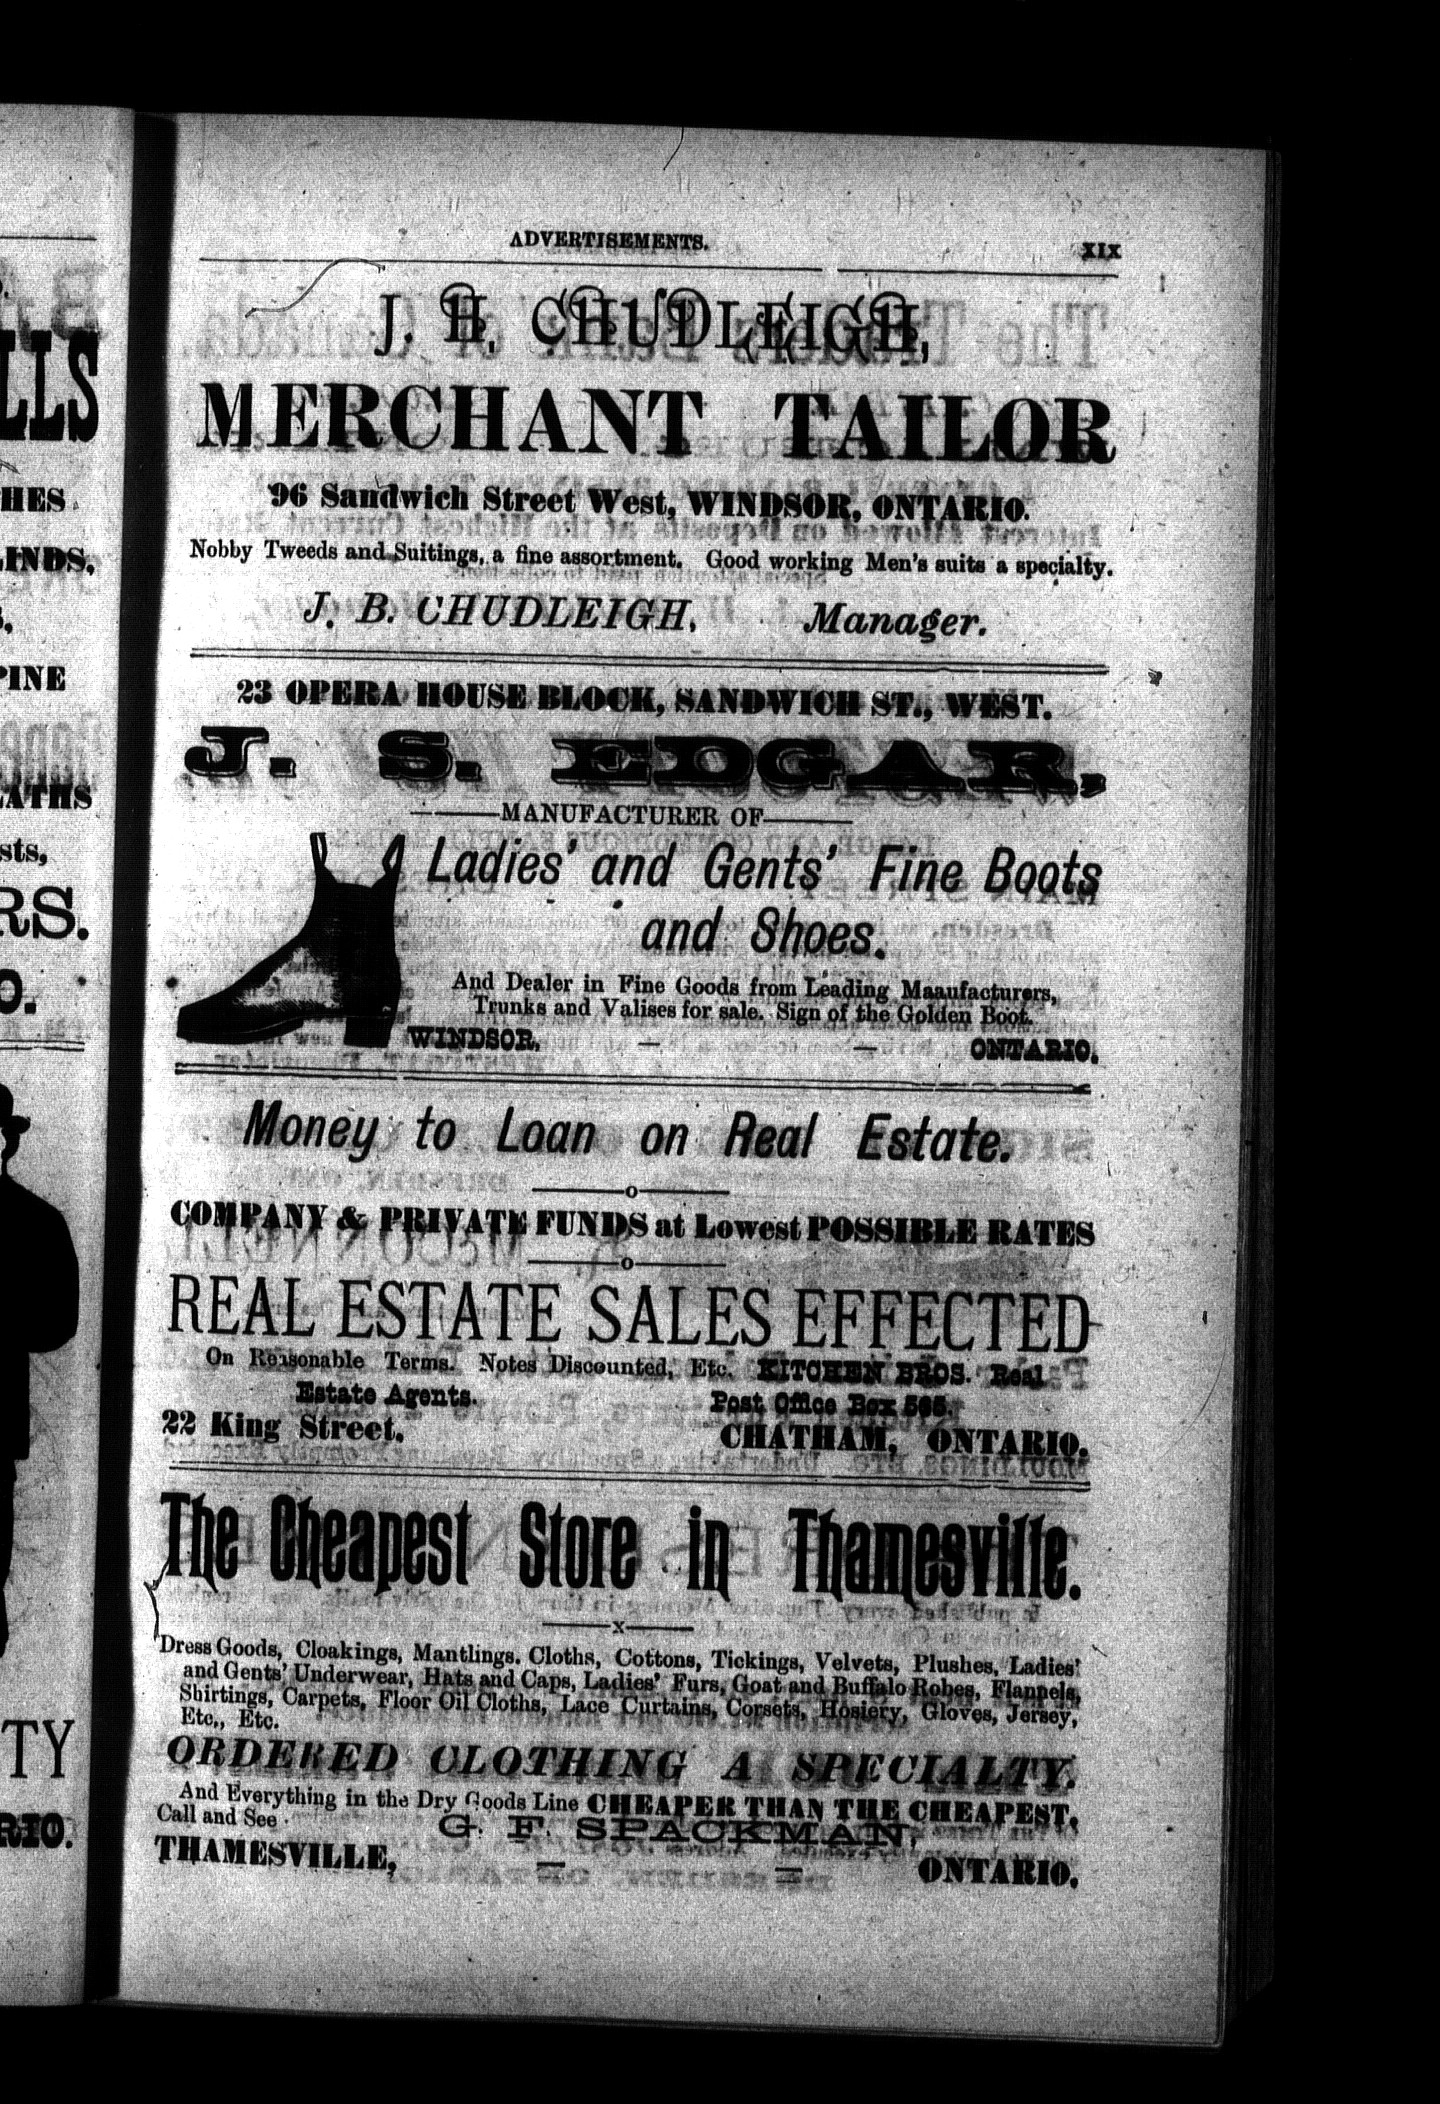 ADVERTISEMENTS. XIX
J. H. CHUDLEIGH,
MERCHANT TAILOR
96 Sandwich Street West, WINDSOR, ONTARIO.
Nobby Tweeds and Suitings, a fine assortment. Good working Men's suits a specialty.
J. B. CHUDLEIGH, Manager.
23 OPERA HOUSE BLOCK, SANDWICH ST., WEST.
J. S. EDGAR,
MANUFACTURER OF
Ladies' and Gents' Fine Boots
and Shoes.
And Dealer in Fine Goods from Leading Maaufacturers,
Trunks and Valises for sale. Sign of the Golden Boot.
WINDSOR, — — ONTARIO.
Money to Loan on Real Estate.
COMPANY & PRIVATE FUNDS at Lowest POSSIBLE RATES
REAL ESTATE SALES EFFECTED
On Reasonable Terms. Notes Discounted, Etc. KITCHEN BROS. Real
Estate Agents. Post Office Box 565.
22 King Street. CHATHAM, ONTARIO.
The Cheapest Store in Thamesville.
x
Dress Goods, Cloakings, Mantlings. Cloths, Cottons, Tickings, Velvets, Plushes, Ladies'
and Gents' Underwear, Hats and Caps, Ladies' Furs, Goat and Buffalo Robes, Flannels,
Shirtings, Carpets, Floor Oil Cloths, Lace Curtains, Corsets, Hosiery, Gloves, Jersey,
Etc., Etc.
ORDERED CLOTHING A SPECIALTY.
And Everything in the Dry Goods Line CHEAPER THAN THE CHEAPEST,
Call and See
G. F. SPACKMAN,
THAMESVILLE, — — ONTARIO.